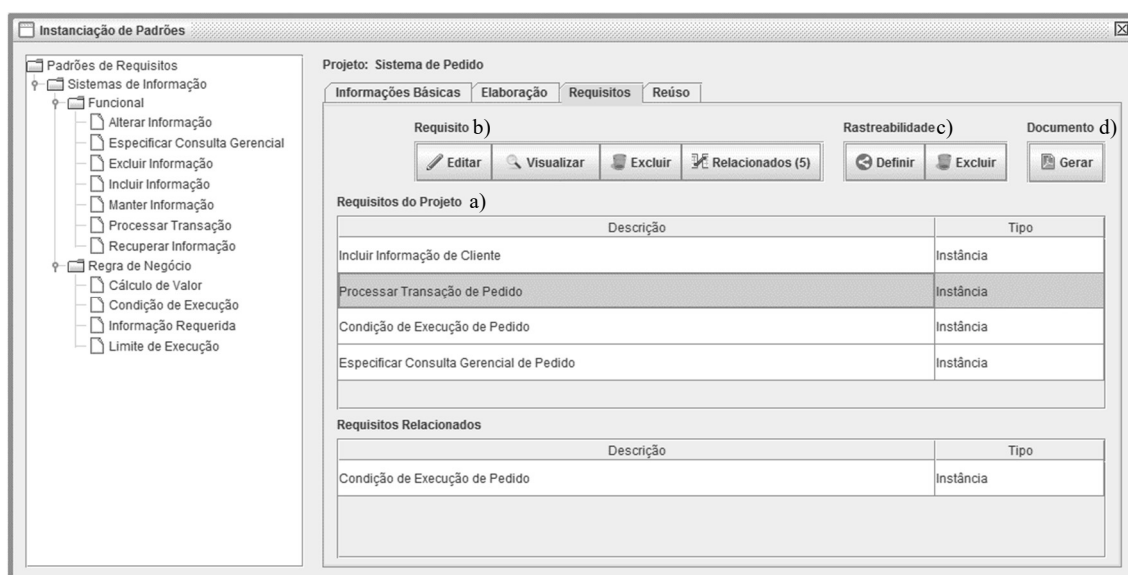 Instanciação de Padrões
Padrões de Requisitos
Sistemas de Informação
Funcional
Alterar Informação
Especificar Consulta Gerencial
Excluir Informação
Incluir Informação
Manter Informação
Processar Transação
Recuperar Informação
Regra de Negócio
Cálculo de Valor
Condição de Execução
Informação Requerida
Limite de Execução
Projeto: Sistema de Pedido
Informações Básicas Elaboração Requisitos Reúso
Requisito b) Rastreabilidade c) Documento d)
Editar Visualizar Excluir Relacionados (5) Definir Excluir Gerar
Requisitos do Projeto a)
Descrição Tipo
Incluir Informação de Cliente Instância
Processar Transação de Pedido Instância
Condição de Execução de Pedido Instância
Especificar Consulta Gerencial de Pedido Instância
Requisitos Relacionados
Descrição Tipo
Condição de Execução de Pedido Instância